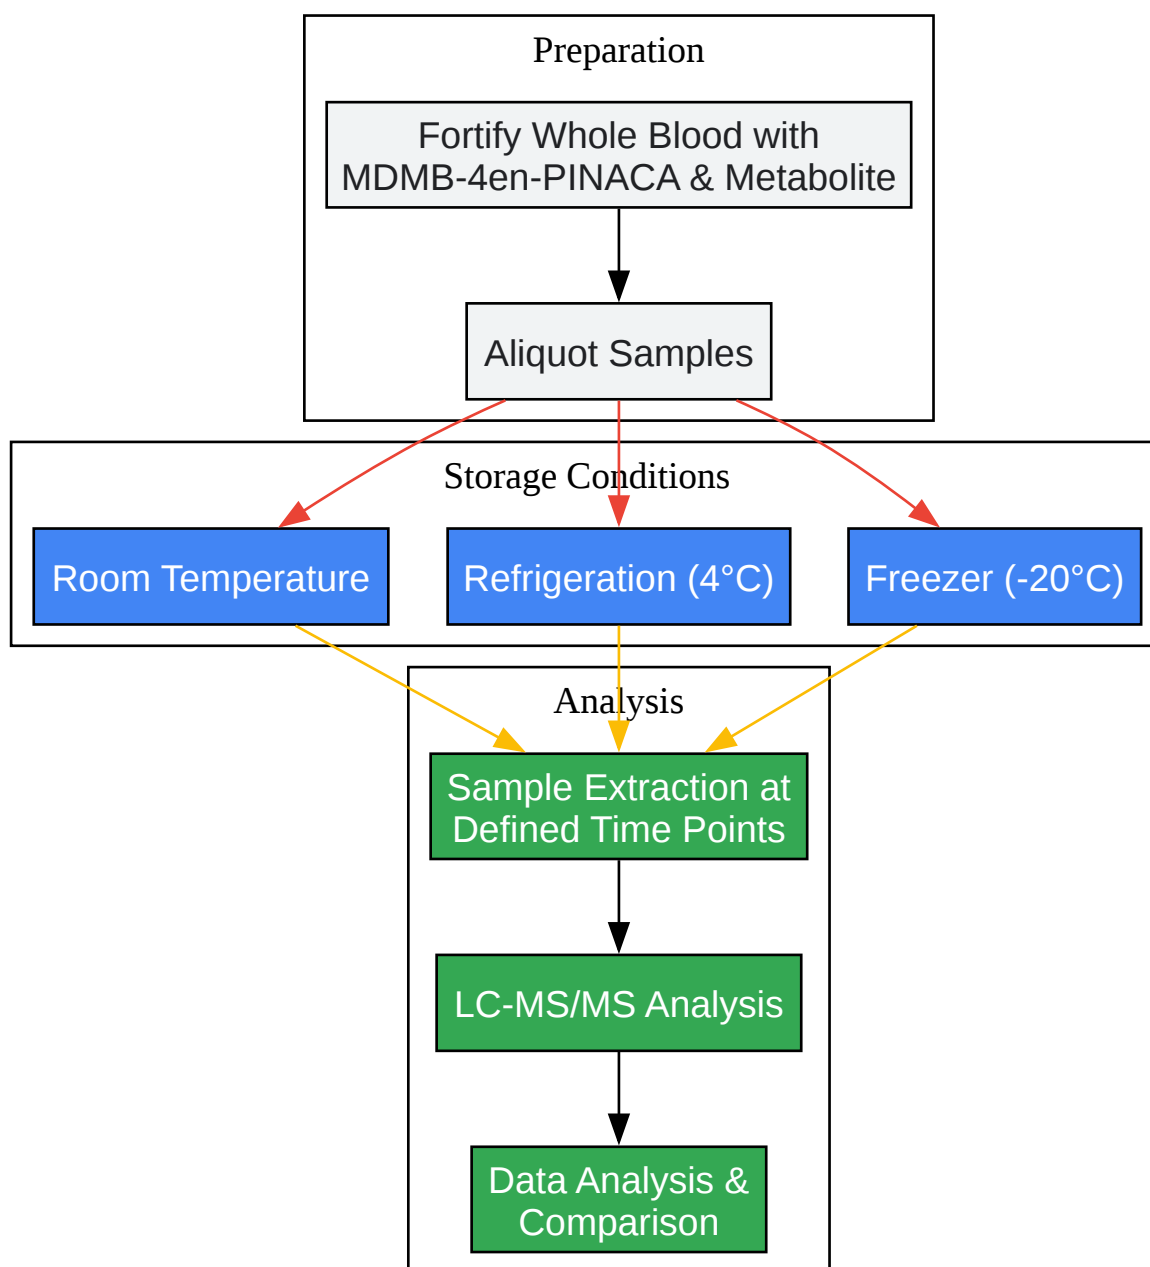 Preparation
Fortify Whole Blood with
MDMB-4en-PINACA & Metabolite
Aliquot Samples
Storage Conditions
Room Temperature
Refrigeration (4°C)
Freezer (-20°C)
Analysis
Sample Extraction at
Defined Time Points
LC-MS/MS Analysis
Data Analysis &
Comparison